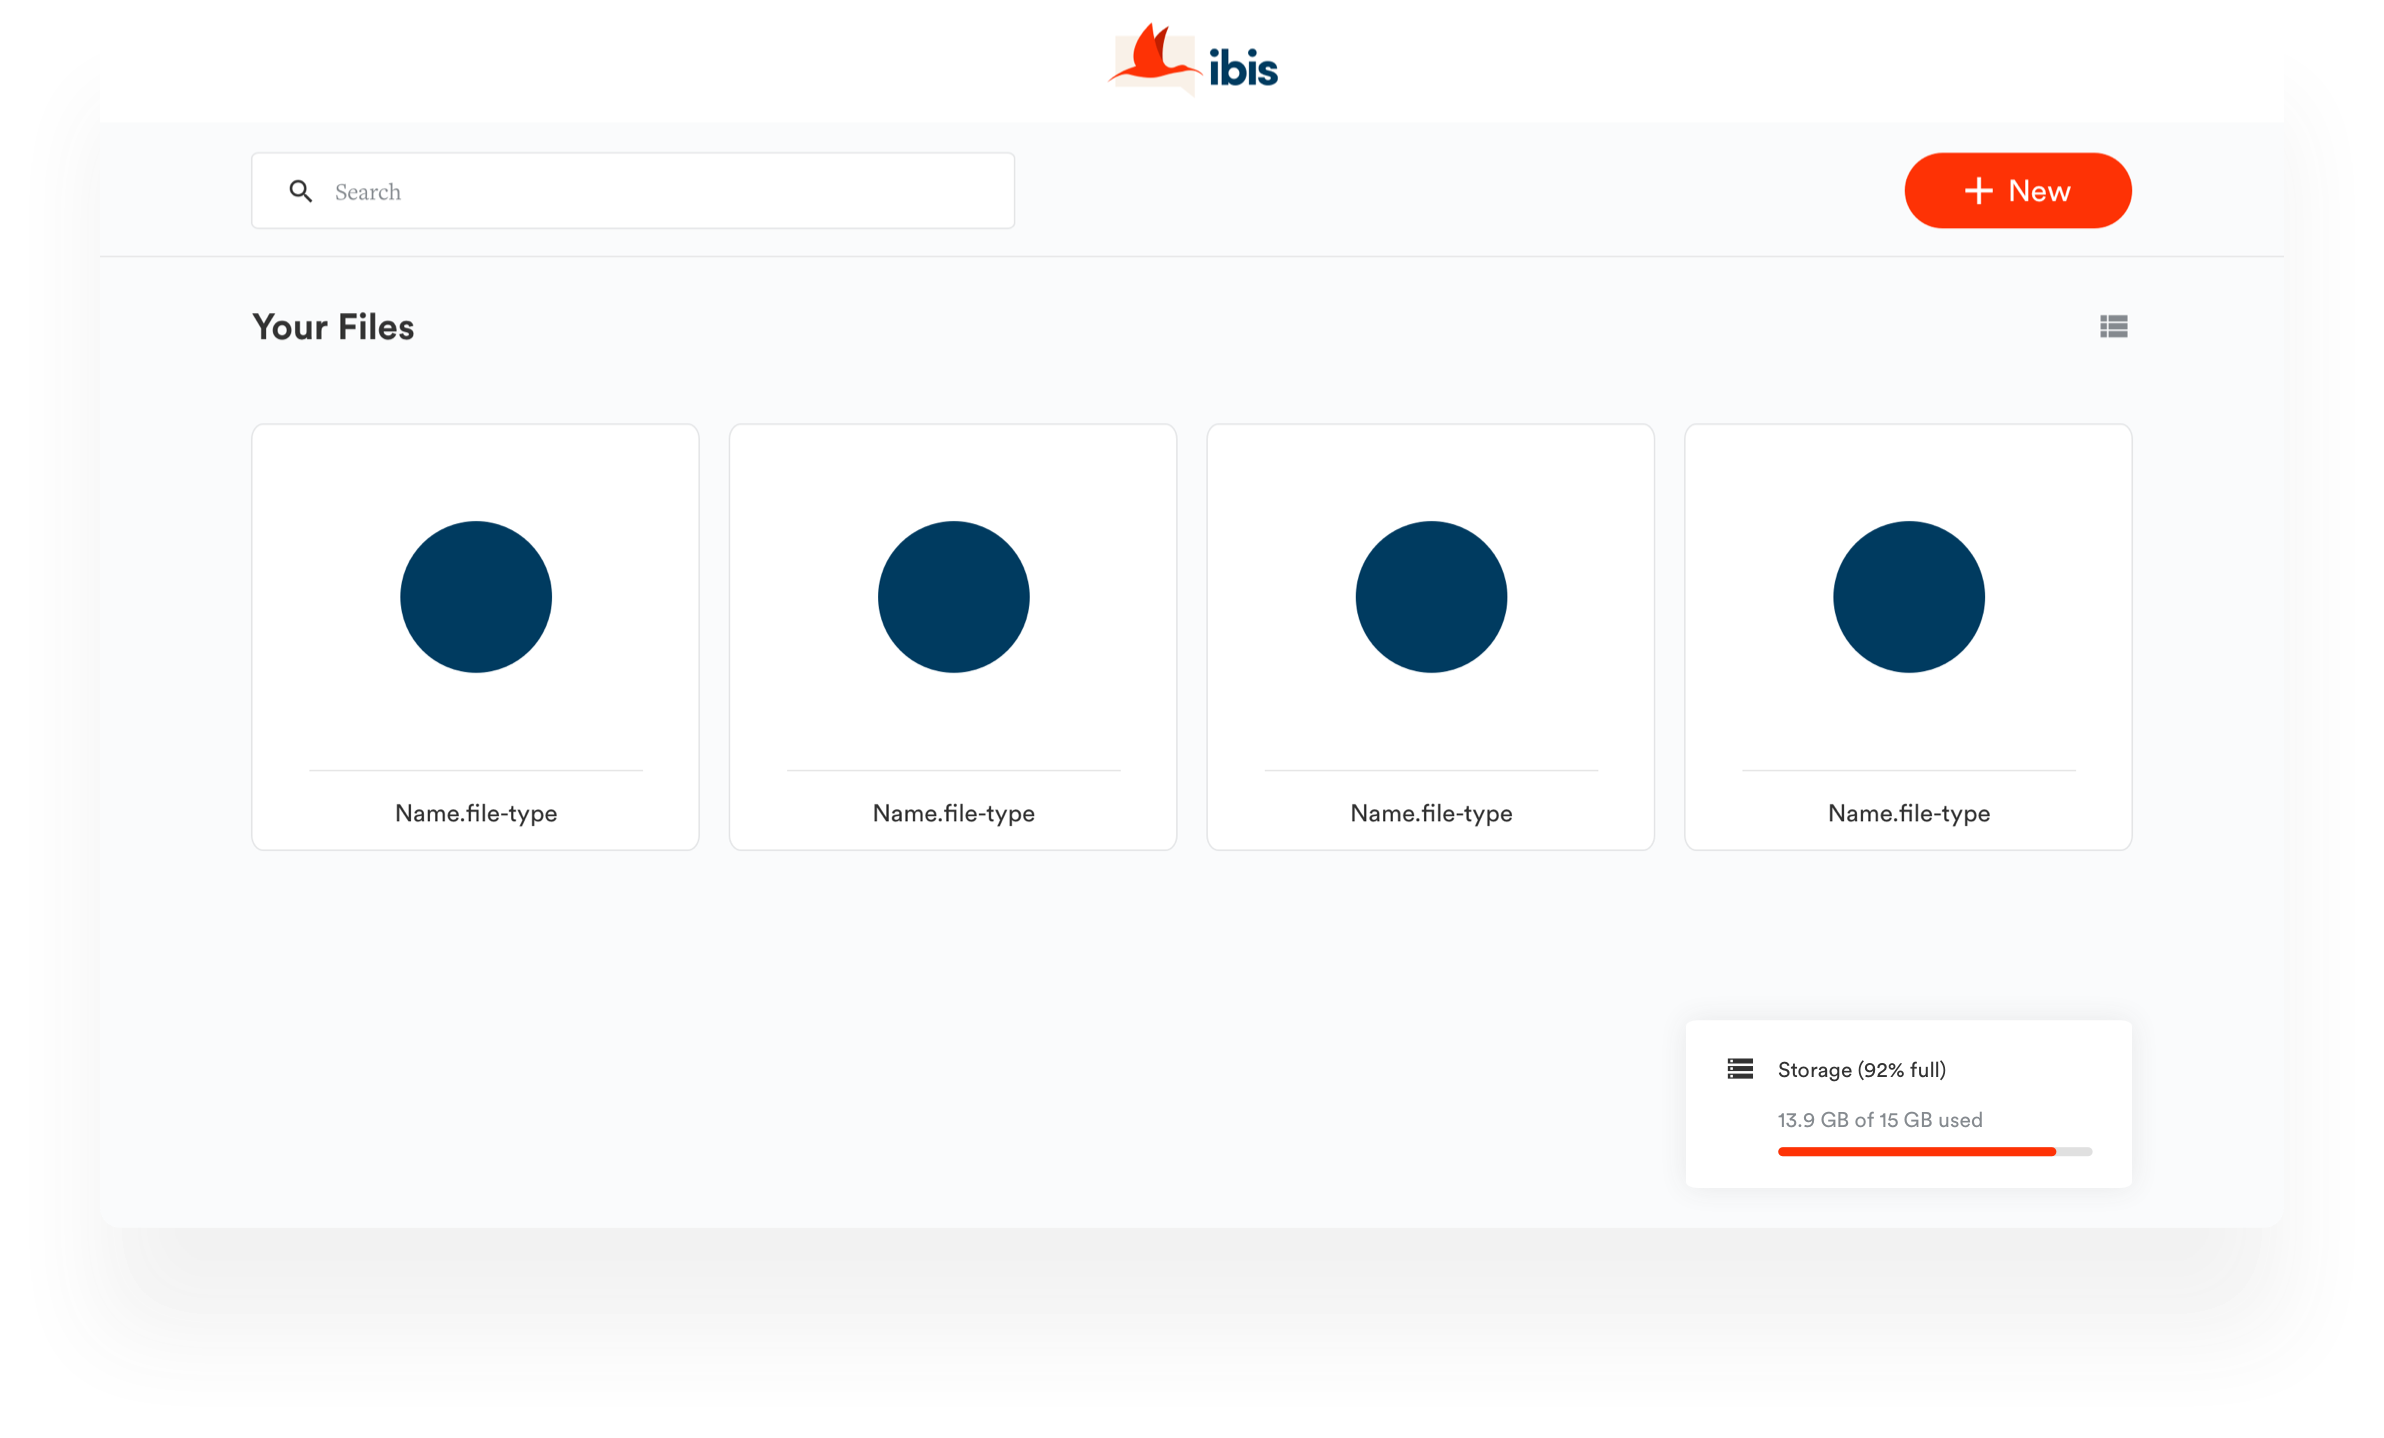 ibis
Search
New
Your Files
Name.file-type
Name.file-type
Name.file-type
Name.file-type
Storage (92% full)
13.9 GB of 15 GB used